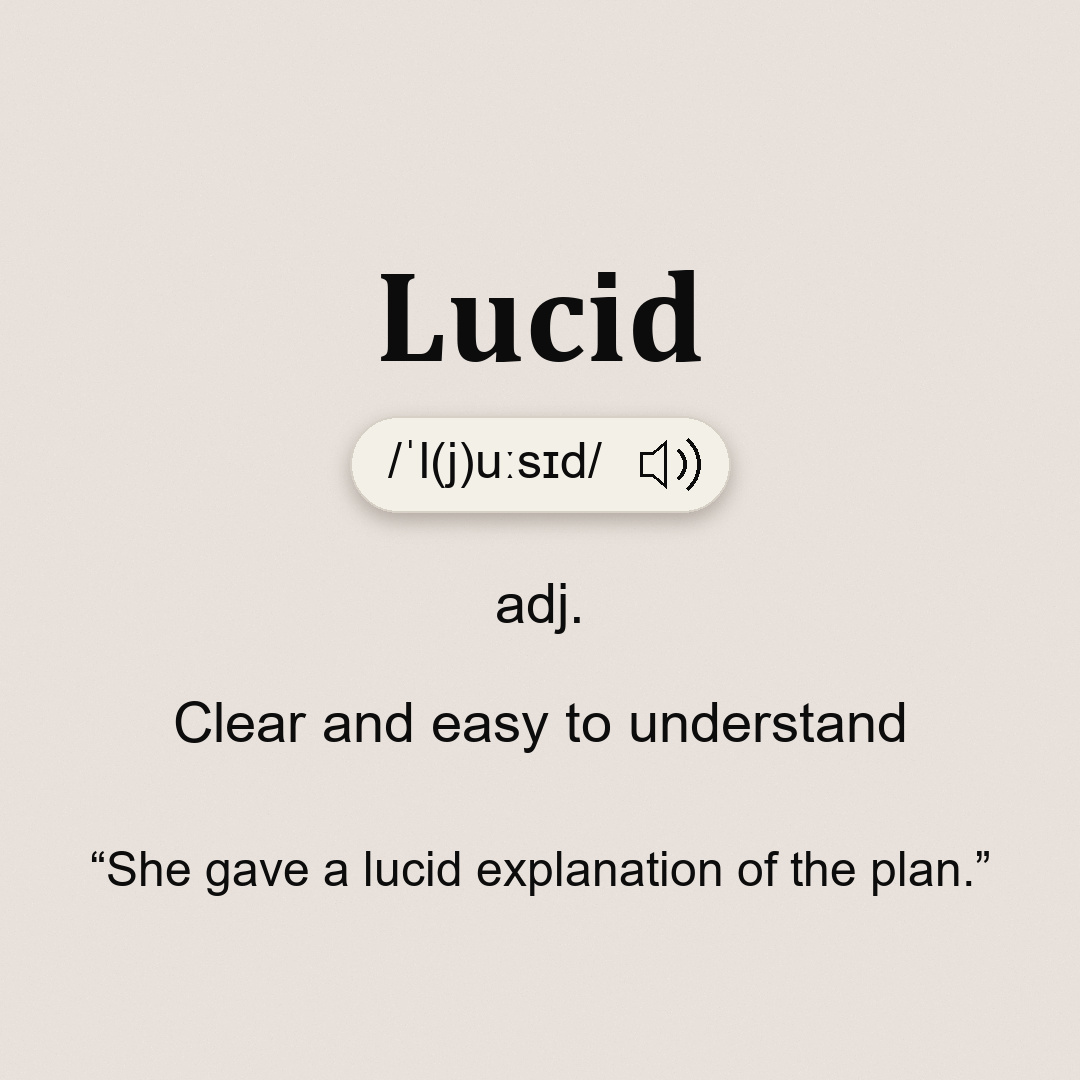 Lucid
/ˈl(j)uːsɪd/
adj.
Clear and easy to understand
“She gave a lucid explanation of the plan.”